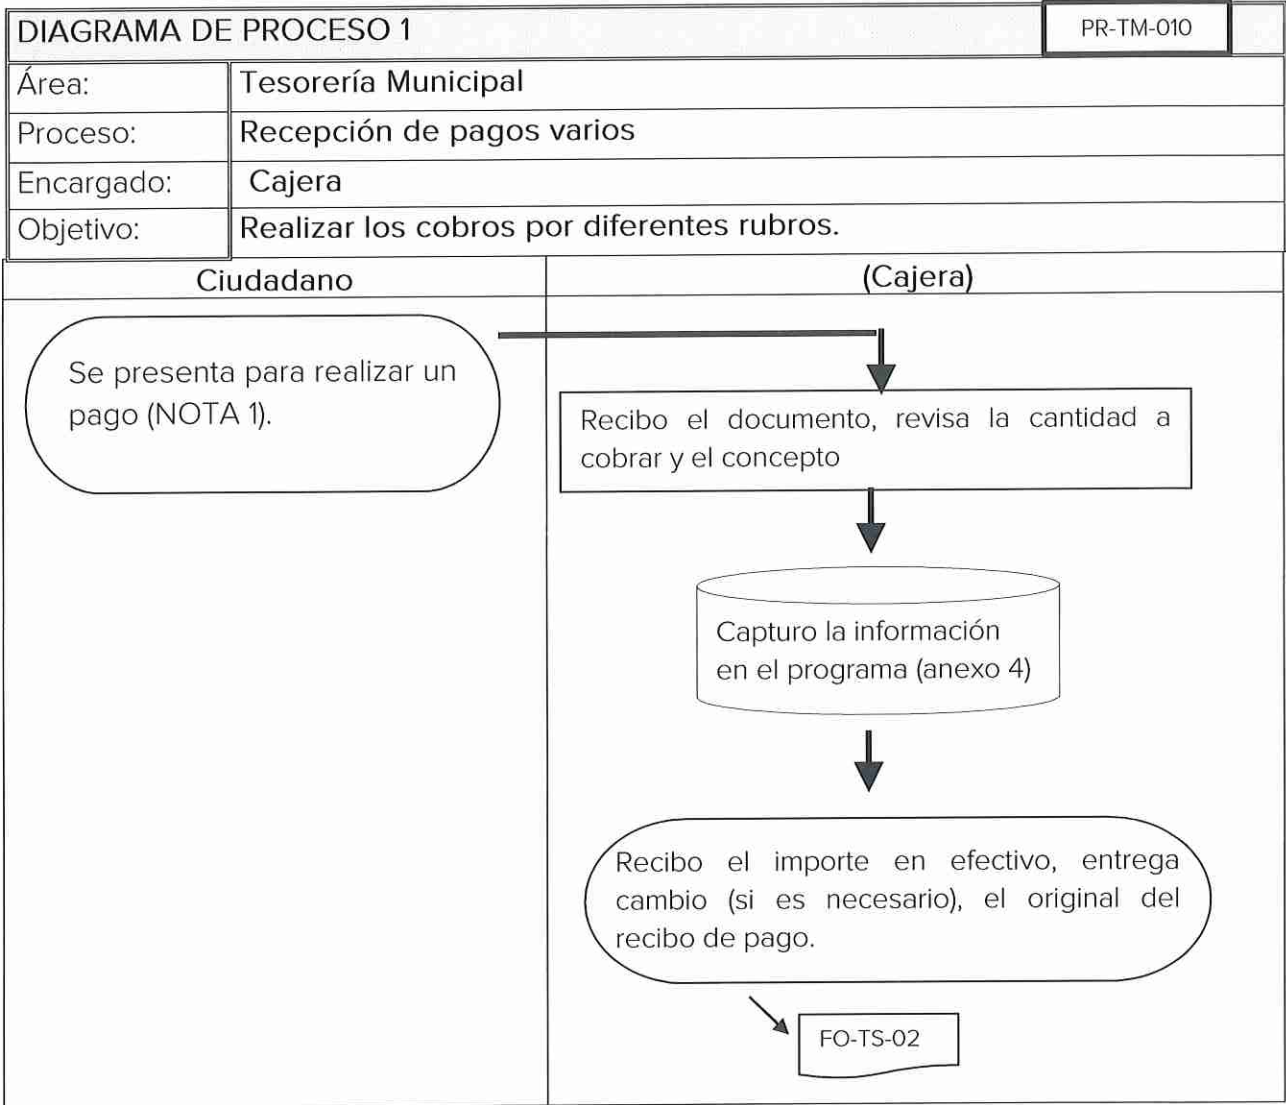 DIAGRAMA DE PROCESO 1
PR-TM-010
Área:
Tesorería Municipal
Proceso:
Recepción de pagos varios
Encargado:
Cajera
Objetivo:
Realizar los cobros por diferentes rubros.
Ciudadano
(Cajera)
Se presenta para realizar un
pago (NOTA 1).
Recibo el documento, revisa la cantidad a
cobrar y el concepto
Capturo la información
en el programa (anexo 4)
Recibo el importe en efectivo, entrega
cambio (si es necesario), el original del
recibo de pago.
FO-TS-02